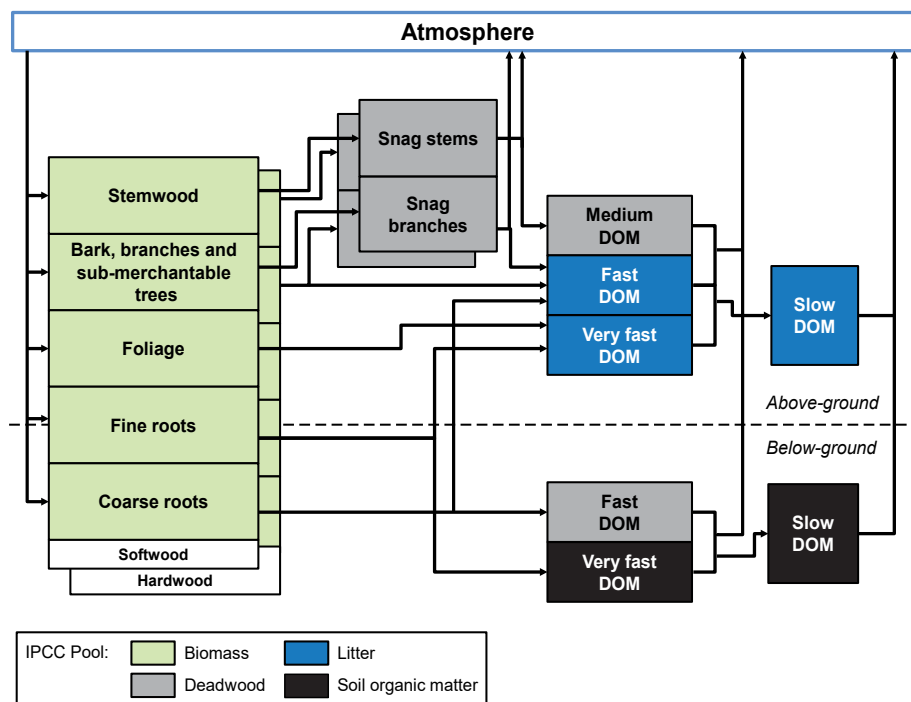 Atmosphere
Snag stems
Snag
branches
Stemwood
Bark, branches and
sub-merchantable
trees
Foliage
Fine roots
Coarse roots
Softwood
Hardwood
Medium
DOM
Fast
DOM
Very fast
DOM
Slow
DOM
Above-ground
Below-ground
Fast
DOM
Very fast
DOM
Slow
DOM
IPCC Pool:
Biomass
Litter
Deadwood
Soil organic matter